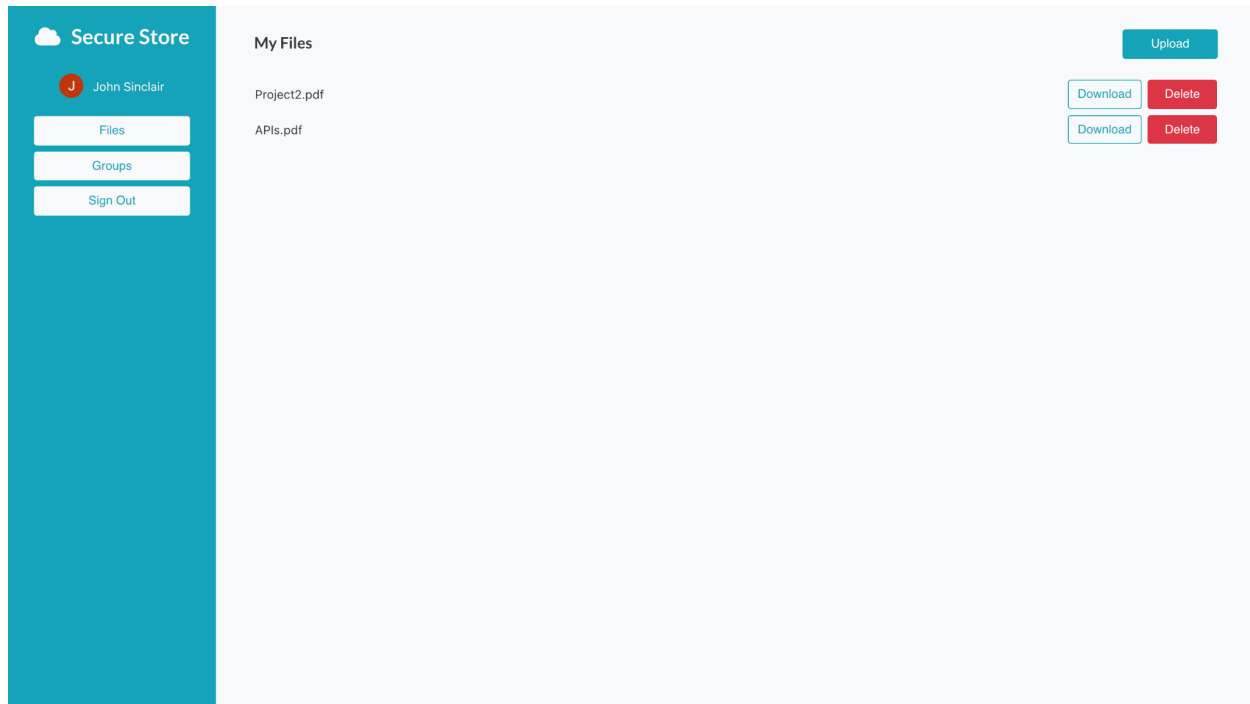 Secure Store
J John Sinclair
Files
Groups
Sign Out
My Files Upload
Project2.pdf Download Delete
APIs.pdf Download Delete